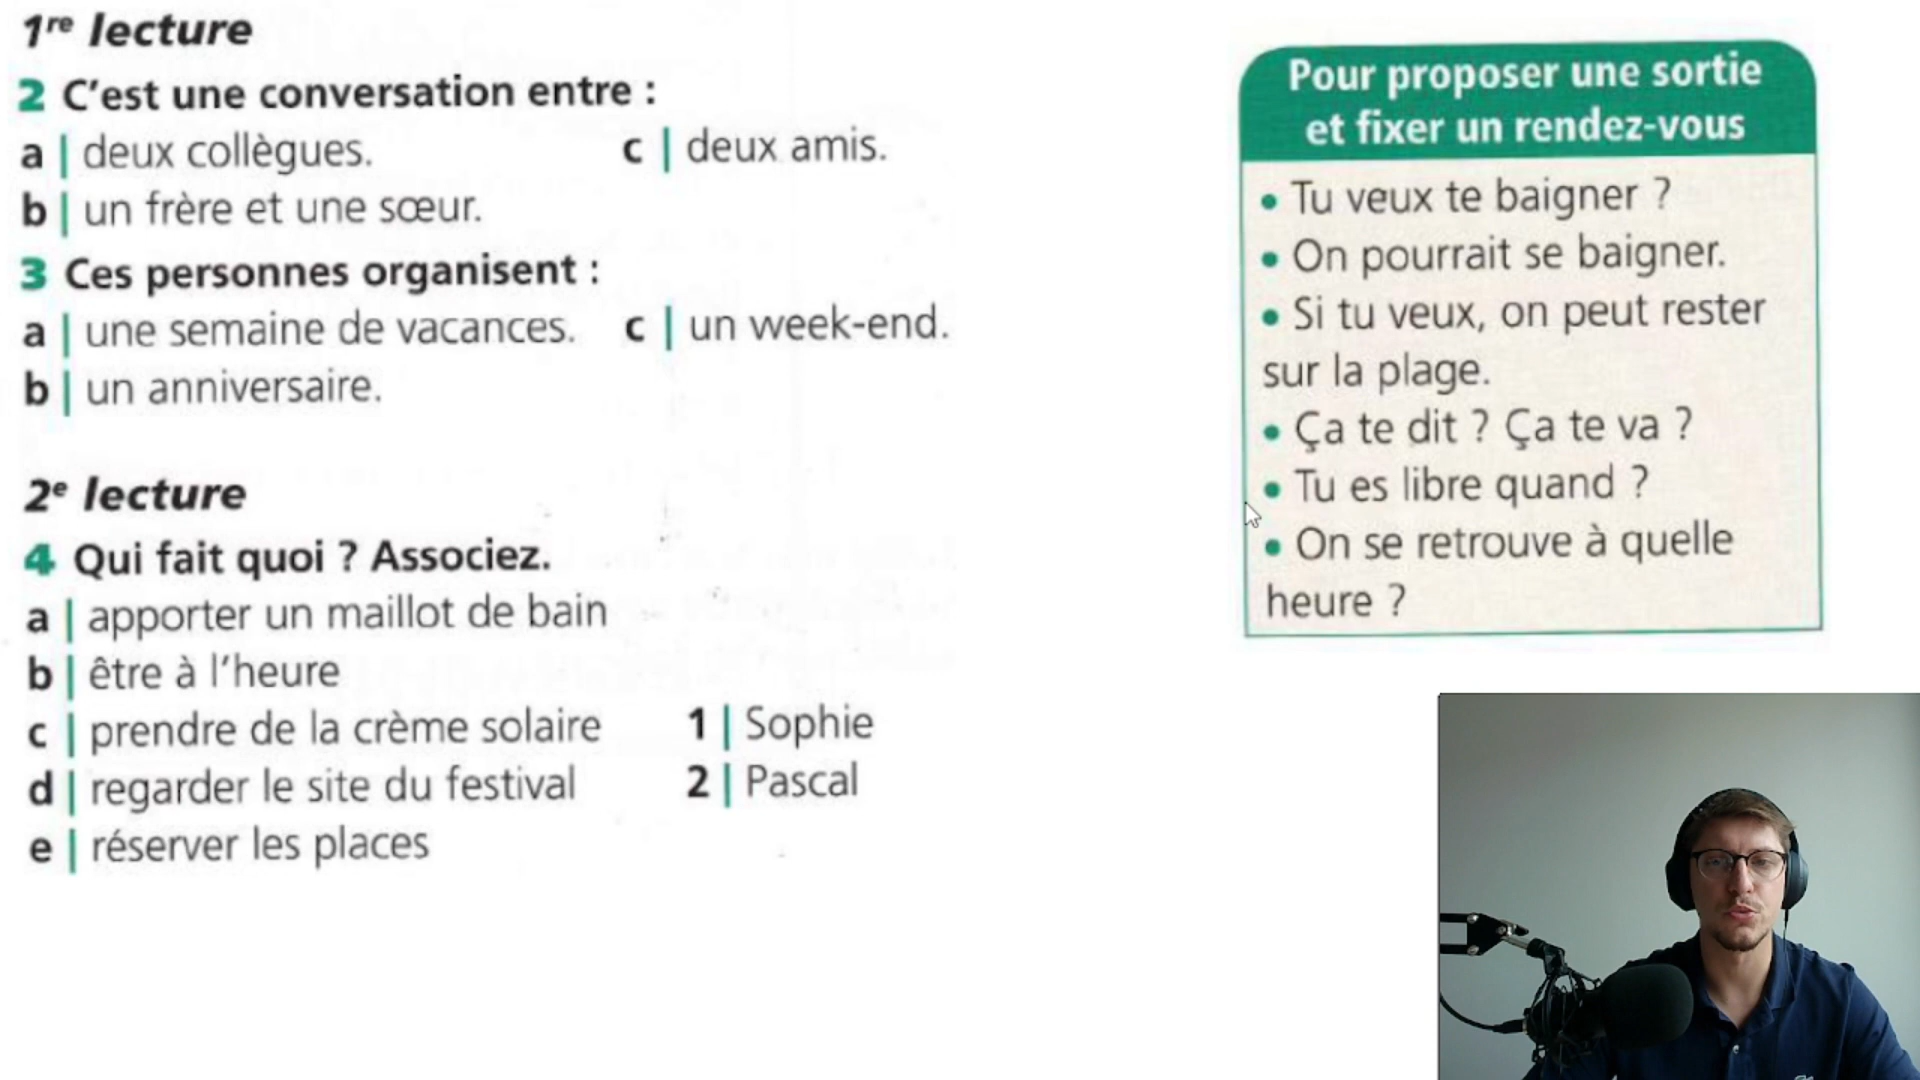 1re lecture
2 C'est une conversation entre :
a | deux collègues.
c | deux amis.
b | un frère et une sœur.
3 Ces personnes organisent :
a | une semaine de vacances.
c | un week-end.
b | un anniversaire.
2e lecture
4 Qui fait quoi ? Associez.
a | apporter un maillot de bain
b | être à l'heure
c | prendre de la crème solaire
d | regarder le site du festival
e | réserver les places
1 | Sophie
2 | Pascal
Pour proposer une sortie
et fixer un rendez-vous
• Tu veux te baigner ?
• On pourrait se baigner.
• Si tu veux, on peut rester
sur la plage.
• Ça te dit ? Ça te va ?
• Tu es libre quand ?
• On se retrouve à quelle
heure ?